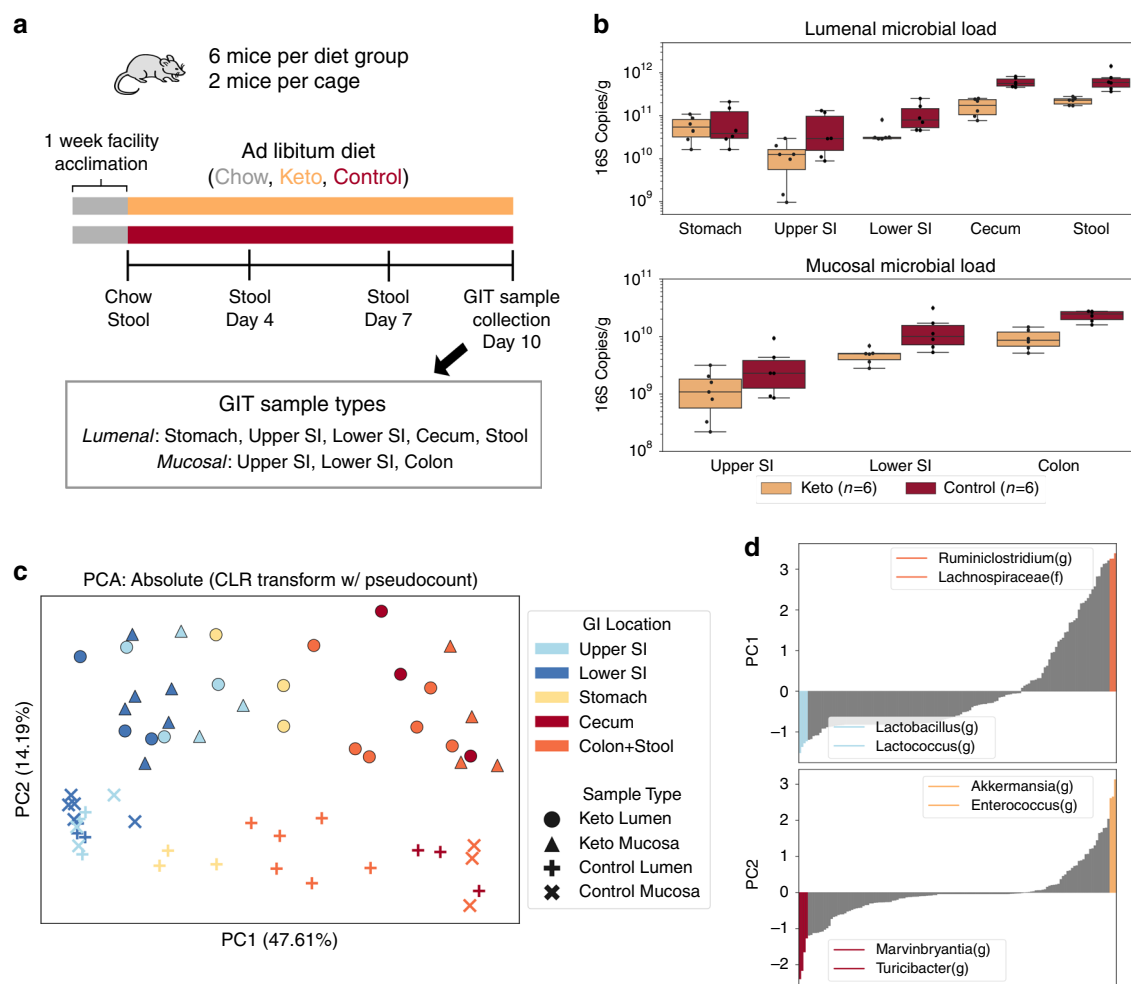 a
6 mice per diet group
2 mice per cage
1 week facility
acclimation
Ad libitum diet
(Chow, Keto, Control)
Chow
Stool
Stool
Day 4
Stool
Day 7
GIT sample
collection
Day 10
GIT sample types
Lumenal: Stomach, Upper SI, Lower SI, Cecum, Stool
Mucosal: Upper SI, Lower SI, Colon
b
Lumenal microbial load
16S Copies/g
10^12
10^11
10^10
10^9
Stomach
Upper SI
Lower SI
Cecum
Stool
Mucosal microbial load
16S Copies/g
10^11
10^10
10^9
10^8
Upper SI
Lower SI
Colon
Keto (n=6)
Control (n=6)
c
PCA: Absolute (CLR transform w/ pseudocount)
PC2 (14.19%)
PC1 (47.61%)
GI Location
Upper SI
Lower SI
Stomach
Cecum
Colon+Stool
Sample Type
Keto Lumen
Keto Mucosa
Control Lumen
Control Mucosa
d
PC1
3
2
1
0
−1
Ruminiclostridium(g)
Lachnospiraceae(f)
Lactobacillus(g)
Lactococcus(g)
PC2
3
2
1
0
−1
−2
Akkermansia(g)
Enterococcus(g)
Marvinbryantia(g)
Turicibacter(g)